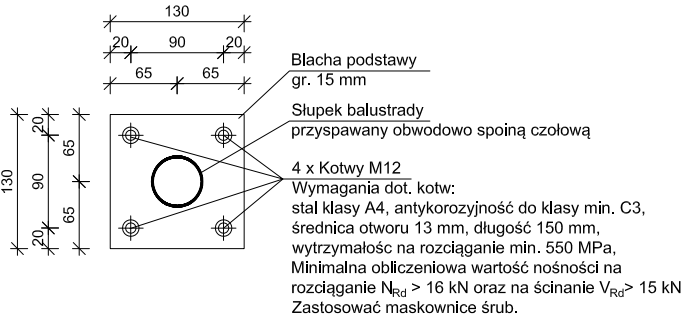 130
20 90 20
65 65
Blacha podstawy
gr. 15 mm
Słupek balustrady
przyspawany obwodowo spoiną czołową
130
20
90
20
65
65
4 x Kotwy M12
Wymagania dot. kotw:
stal klasy A4, antykorozyjność do klasy min. C3,
średnica otworu 13 mm, długość 150 mm,
wytrzymałośc na rozciąganie min. 550 MPa,
Minimalna obliczeniowa wartość nośności na
rozciąganie NRd > 16 kN oraz na ścinanie VRd> 15 kN
Zastosować maskownice śrub.